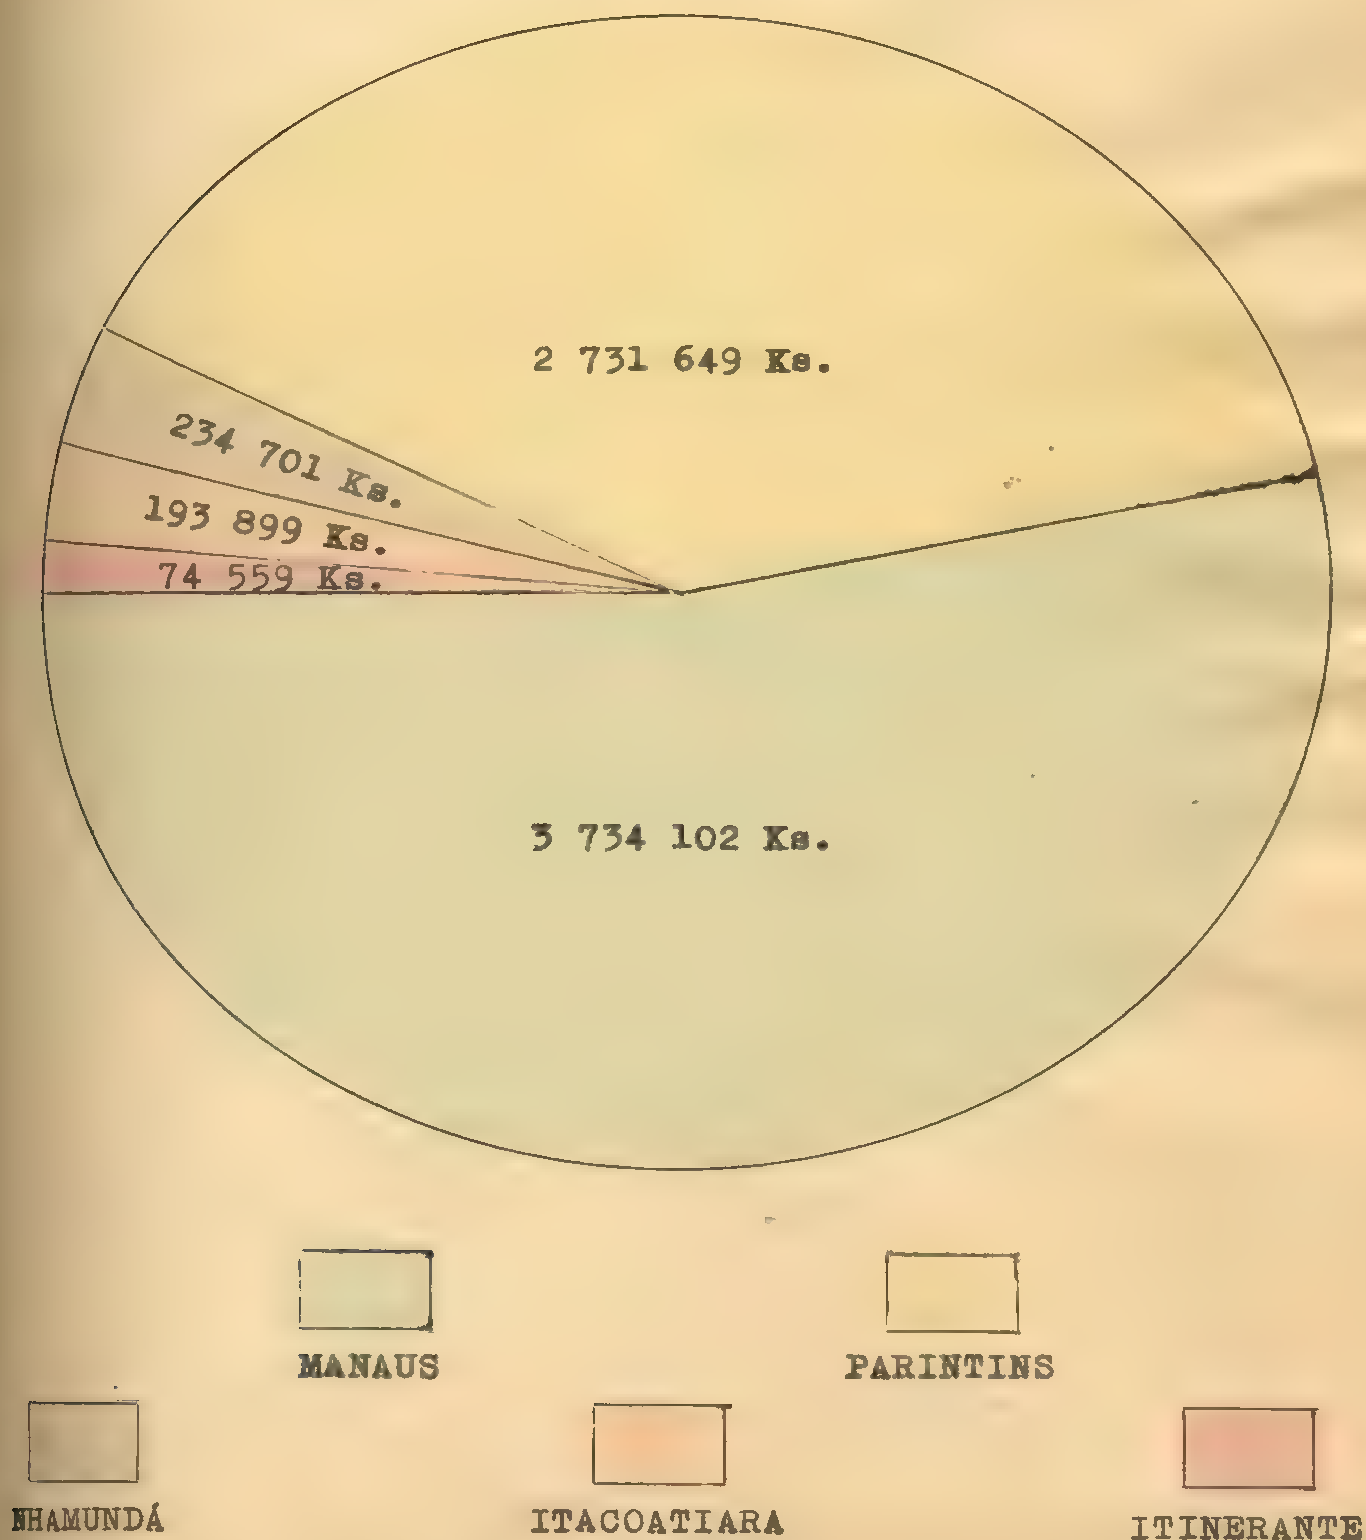 2 731 649 Ks.
234 701 Ks.
193 899 Ks.
74 559 Ks.
3 734 102 Ks.
MANAUS
PARINTINS
NHAMUNDÁ
ITACOATIARA
ITINERANTE